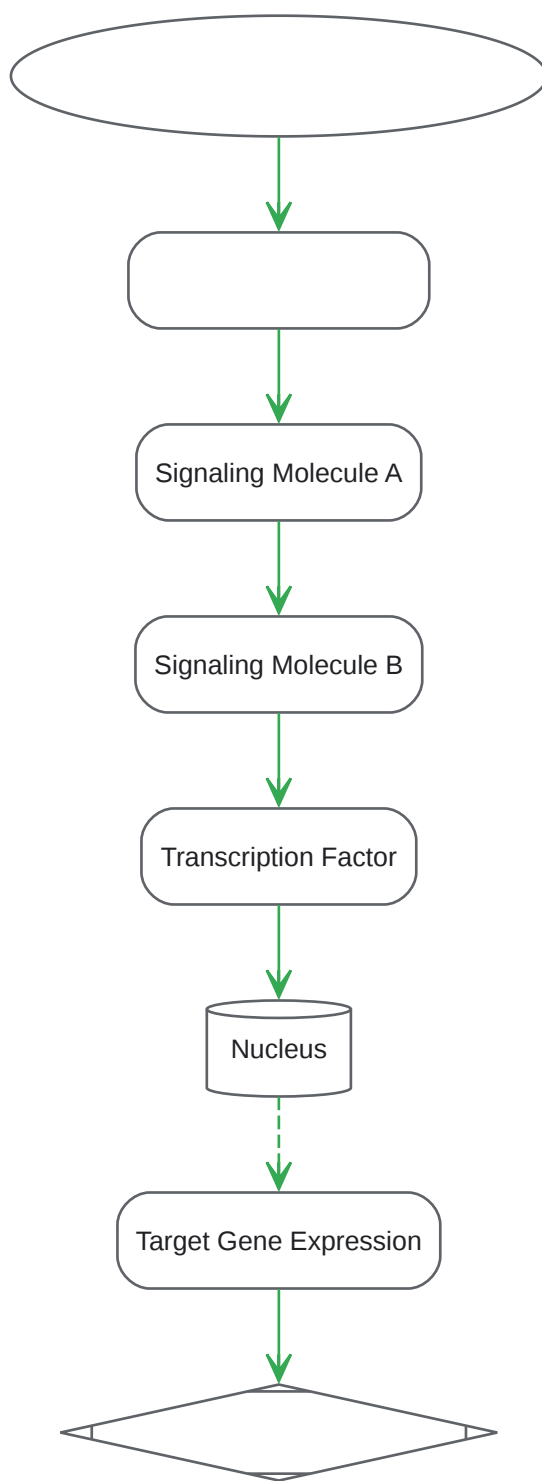 Signaling Molecule A
Signaling Molecule B
Transcription Factor
Nucleus
Target Gene Expression